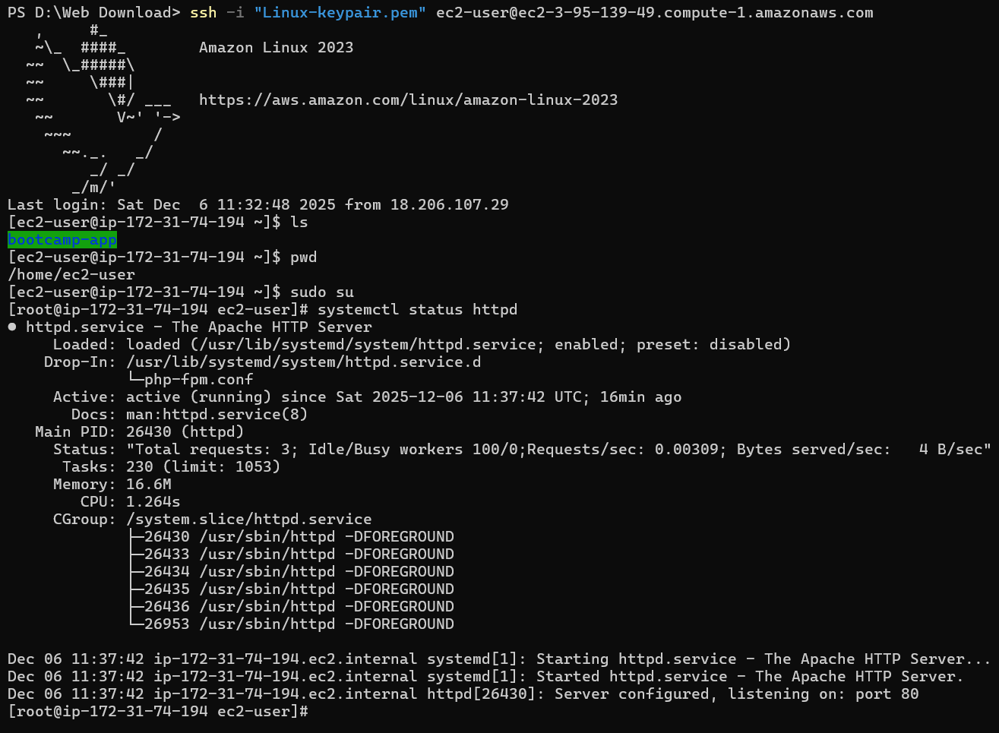 PS D:\Web Download> ssh -i "Linux-keypair.pem" ec2-user@ec2-3-95-139-49.compute-1.amazonaws.com
   ,     #_
   ~\_  ####_        Amazon Linux 2023
  ~~  \_#####\
  ~~     \###|
  ~~       \#/ ___   https://aws.amazon.com/linux/amazon-linux-2023
   ~~       V~' '->
    ~~~         /
      ~~._.   _/
         _/ _/
       _/m/'
Last login: Sat Dec  6 11:32:48 2025 from 18.206.107.29
[ec2-user@ip-172-31-74-194 ~]$ ls
bootcamp-app
[ec2-user@ip-172-31-74-194 ~]$ pwd
/home/ec2-user
[ec2-user@ip-172-31-74-194 ~]$ sudo su
[root@ip-172-31-74-194 ec2-user]# systemctl status httpd
● httpd.service - The Apache HTTP Server
     Loaded: loaded (/usr/lib/systemd/system/httpd.service; enabled; preset: disabled)
    Drop-In: /usr/lib/systemd/system/httpd.service.d
             └─php-fpm.conf
     Active: active (running) since Sat 2025-12-06 11:37:42 UTC; 16min ago
       Docs: man:httpd.service(8)
   Main PID: 26430 (httpd)
     Status: "Total requests: 3; Idle/Busy workers 100/0;Requests/sec: 0.00309; Bytes served/sec:   4 B/sec"
      Tasks: 230 (limit: 1053)
     Memory: 16.6M
        CPU: 1.264s
     CGroup: /system.slice/httpd.service
             ├─26430 /usr/sbin/httpd -DFOREGROUND
             ├─26433 /usr/sbin/httpd -DFOREGROUND
             ├─26434 /usr/sbin/httpd -DFOREGROUND
             ├─26435 /usr/sbin/httpd -DFOREGROUND
             ├─26436 /usr/sbin/httpd -DFOREGROUND
             └─26953 /usr/sbin/httpd -DFOREGROUND

Dec 06 11:37:42 ip-172-31-74-194.ec2.internal systemd[1]: Starting httpd.service - The Apache HTTP Server...
Dec 06 11:37:42 ip-172-31-74-194.ec2.internal systemd[1]: Started httpd.service - The Apache HTTP Server.
Dec 06 11:37:42 ip-172-31-74-194.ec2.internal httpd[26430]: Server configured, listening on: port 80
[root@ip-172-31-74-194 ec2-user]#